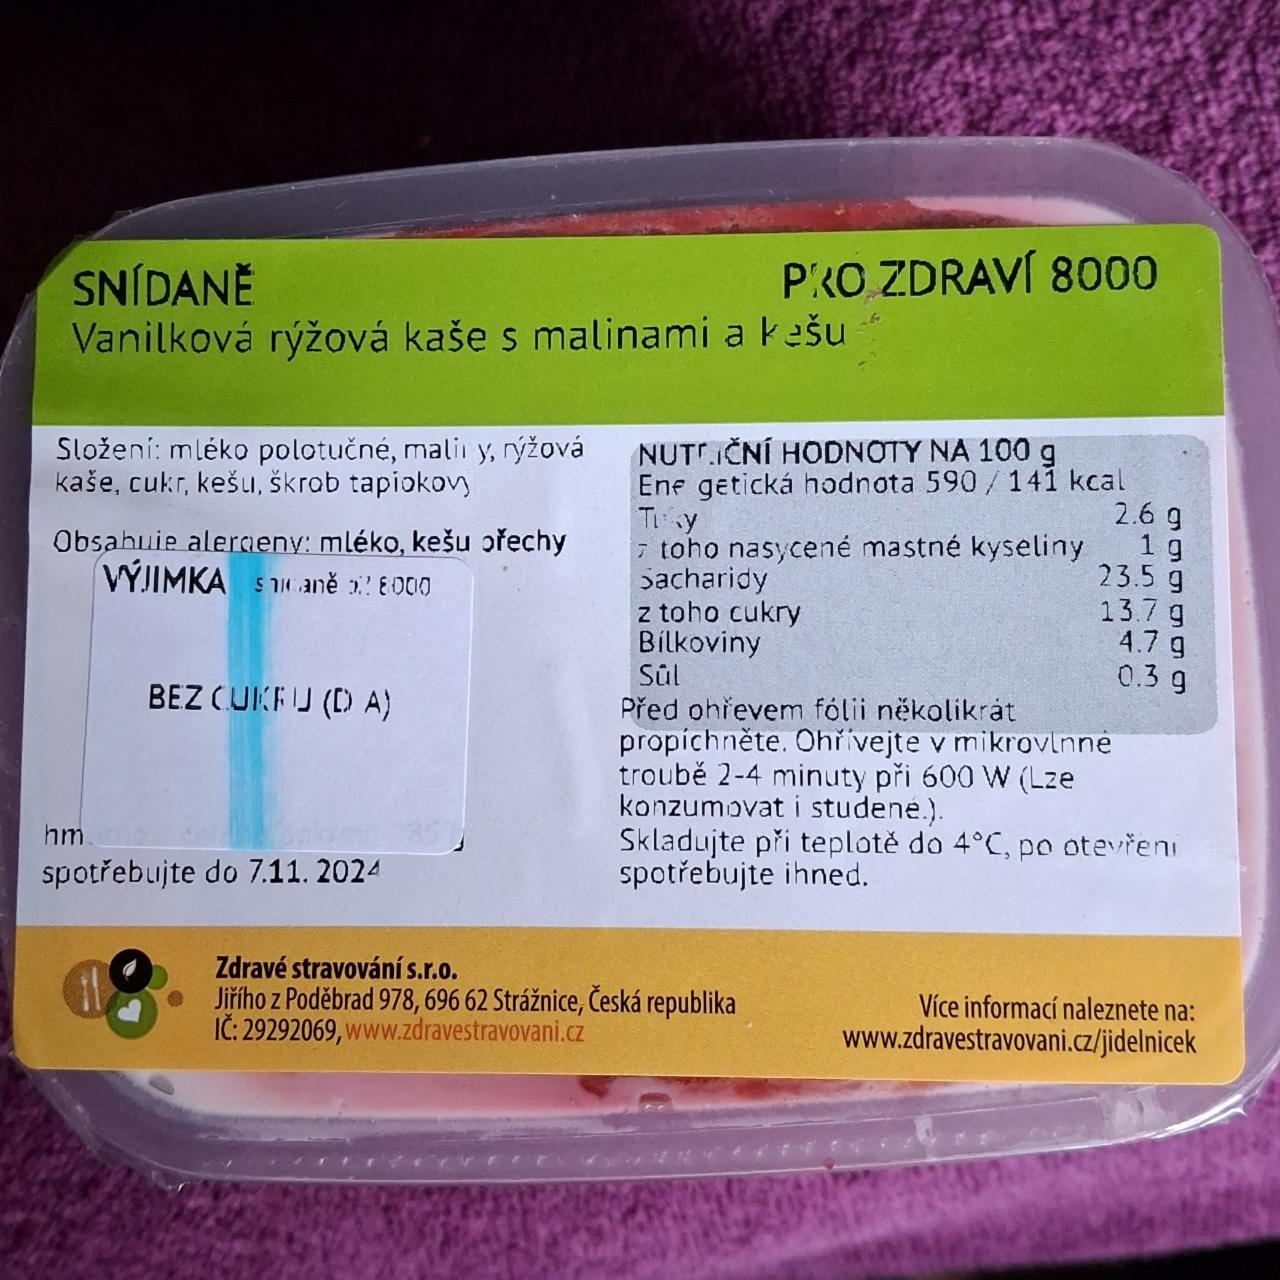 SNÍDANĚ
PRO ZDRAVÍ 8000
Vanilková rýžová kaše s malinami a kešu
Složení: mléko polotučné, maliny, rýžová
kaše, cukr, kešu, škrob tapiokový
Obsahuje alergeny: mléko, kešu ořechy
VÝJIMKA snídaně pz 8000
BEZ CUKRU (DIA)
hm
spotřebujte do 7.11. 2024
NUTRIČNÍ HODNOTY NA 100 g
Energetická hodnota 590 / 141 kcal
Tuky 2.6 g
z toho nasycené mastné kyseliny 1 g
Sacharidy 23.5 g
z toho cukry 13.7 g
Bílkoviny 4.7 g
Sůl 0.3 g
Před ohřevem fólii několikrát
propíchněte. Ohřívejte v mikrovlnné
troubě 2-4 minuty při 600 W (Lze
konzumovat i studené.).
Skladujte při teplotě do 4°C, po otevření
spotřebujte ihned.
Zdravé stravování s.r.o.
Jiřího z Poděbrad 978, 696 62 Strážnice, Česká republika
IČ: 29292069, www.zdravestravovani.cz
Více informací naleznete na:
www.zdravestravovani.cz/jidelnicek